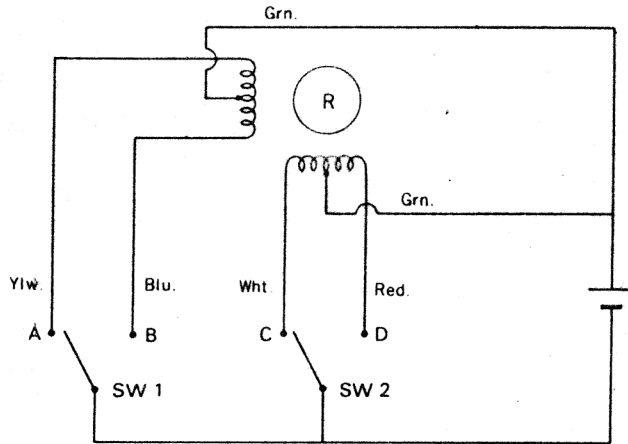 Grn.
R
Grn.
Ylw.
Blu.
Wht.
Red.
A
B
C
D
SW 1
SW 2